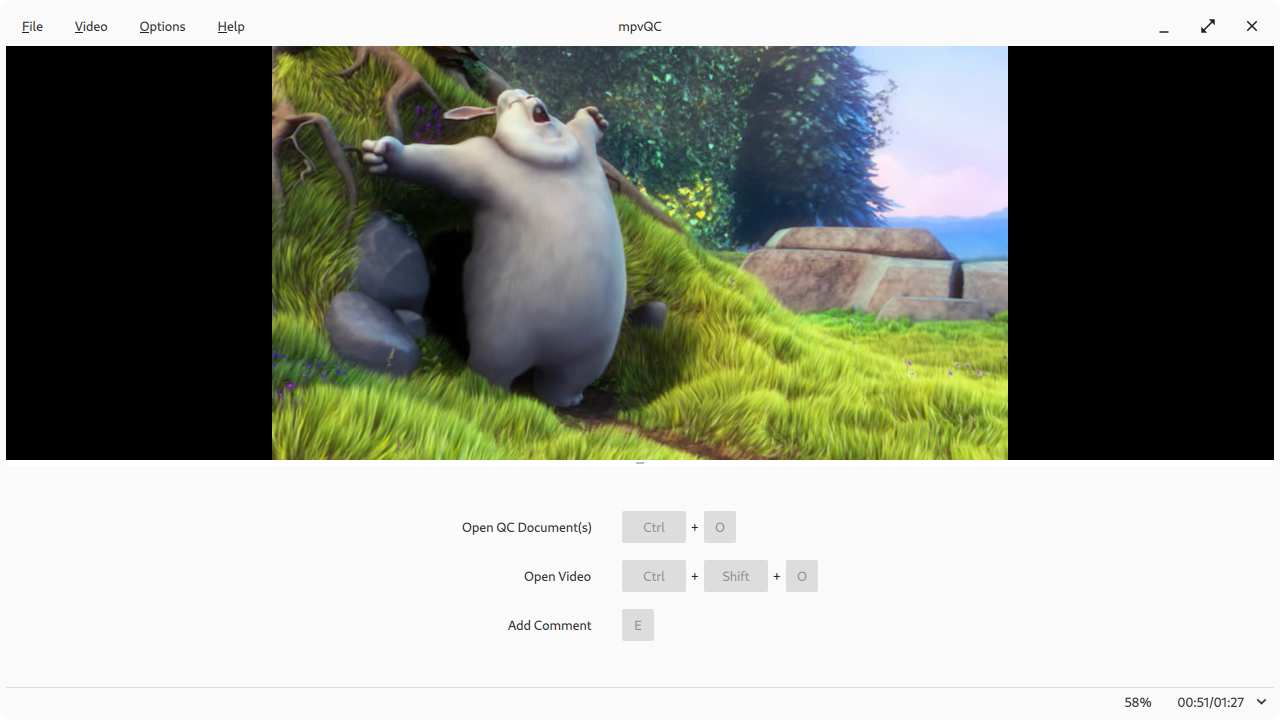 File Video Options Help mpvQC
Open QC Document(s) Ctrl + O
Open Video Ctrl + Shift + O
Add Comment E
58% 00:51/01:27